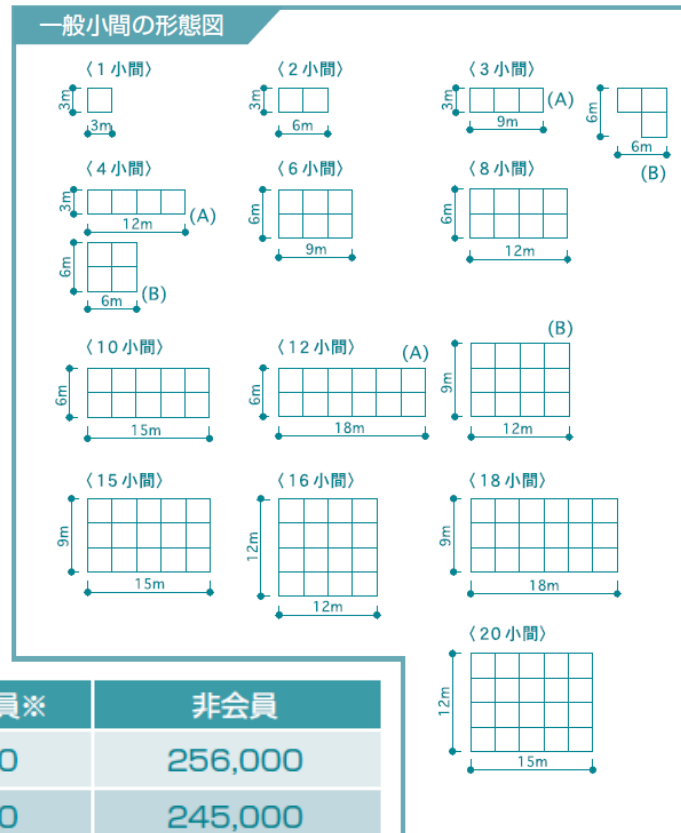 一般小間の形態図
〈1小間〉
3m
3m
〈2小間〉
3m
6m
〈3小間〉
3m
9m
(A)
6m
6m
(B)
〈4小間〉
3m
12m
(A)
6m
6m
(B)
〈6小間〉
6m
9m
〈8小間〉
6m
12m
〈10小間〉
6m
15m
〈12小間〉
(A)
6m
18m
(B)
9m
12m
〈15小間〉
9m
15m
〈16小間〉
12m
12m
〈18小間〉
9m
18m
〈20小間〉
12m
15m
員※ 非会員
0 256,000
0 245,000